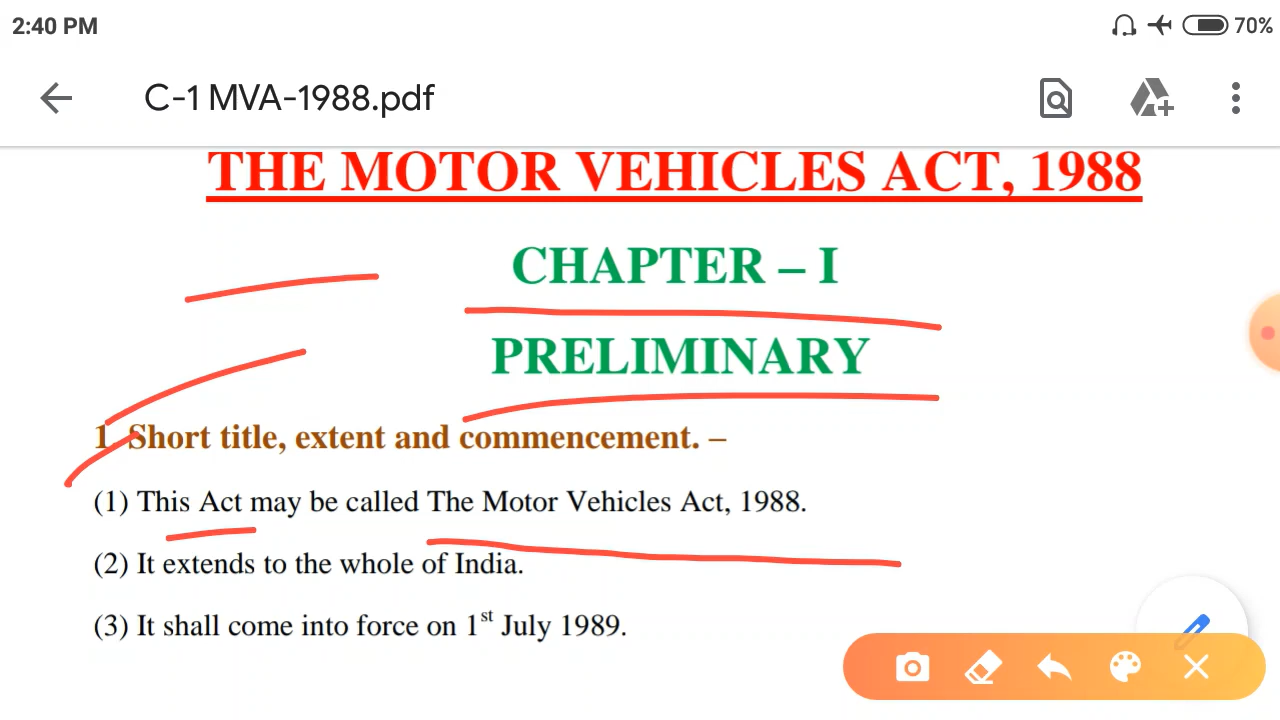 2:40 PM
70%
C-1 MVA-1988.pdf
THE MOTOR VEHICLES ACT, 1988
CHAPTER – I
PRELIMINARY
1. Short title, extent and commencement. –
(1) This Act may be called The Motor Vehicles Act, 1988.
(2) It extends to the whole of India.
(3) It shall come into force on 1st July 1989.